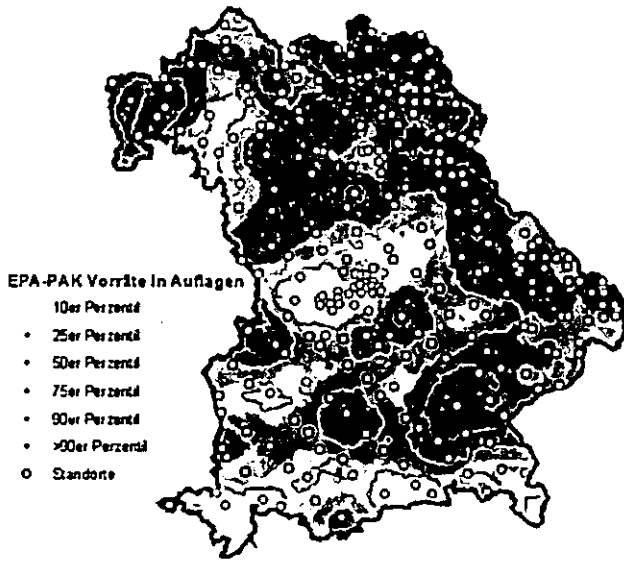 EPA-PAK Vorräte in Auflagen
10er Perzentil
25er Perzentil
50er Perzentil
75er Perzentil
90er Perzentil
>90er Perzentil
Standorte